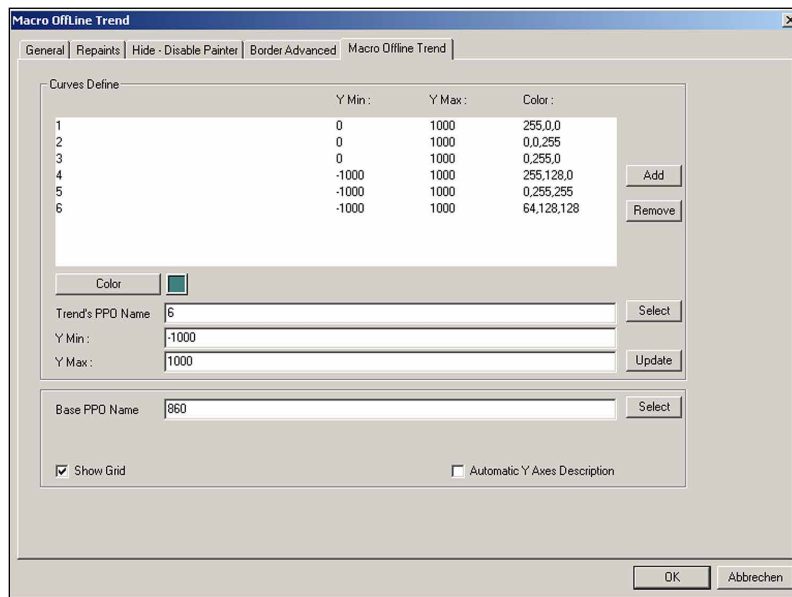 Macro OffLine Trend
General Repaints Hide - Disable Painter Border Advanced Macro Offline Trend
Curves Define
Y Min : Y Max : Color :
1 0 1000 255,0,0
2 0 1000 0,0,255
3 0 1000 0,255,0
4 -1000 1000 255,128,0
5 -1000 1000 0,255,255
6 -1000 1000 64,128,128
Add
Remove
Color
Trend's PPO Name 6 Select
Y Min : -1000
Y Max : 1000 Update
Base PPO Name 860 Select
Show Grid Automatic Y Axes Description
OK Abbrechen